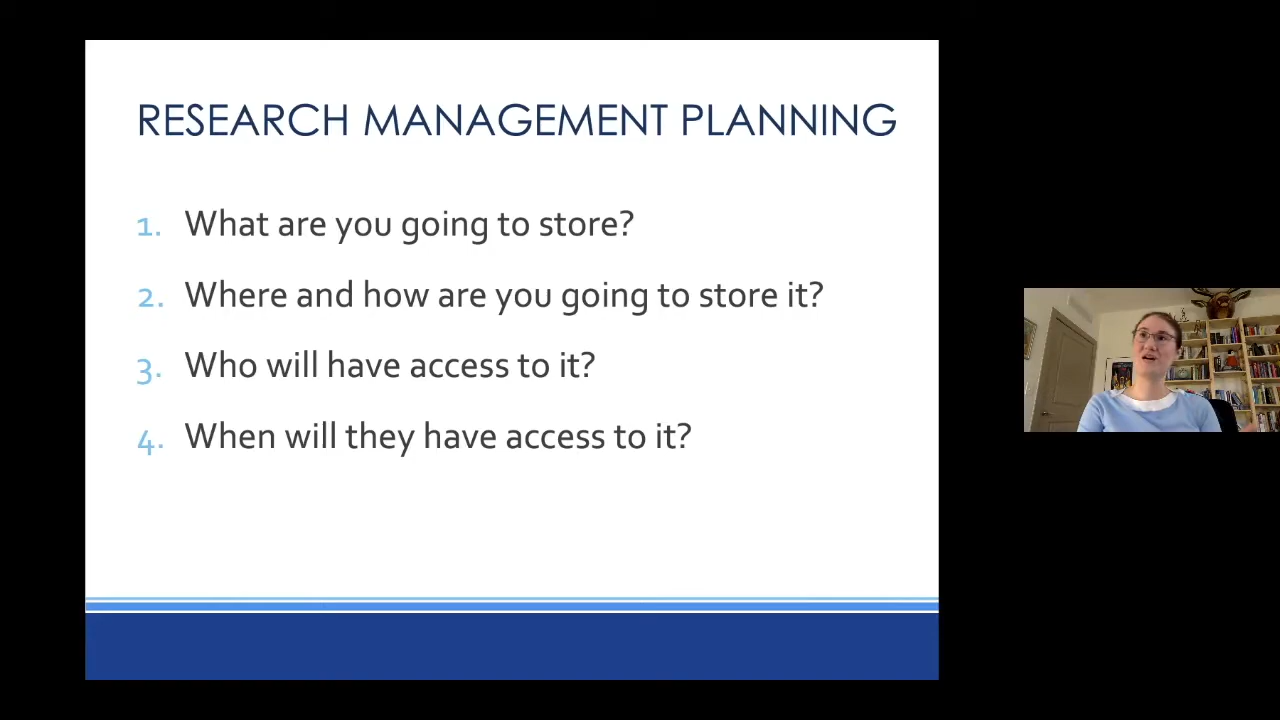 RESEARCH MANAGEMENT PLANNING
1. What are you going to store?
2. Where and how are you going to store it?
3. Who will have access to it?
4. When will they have access to it?